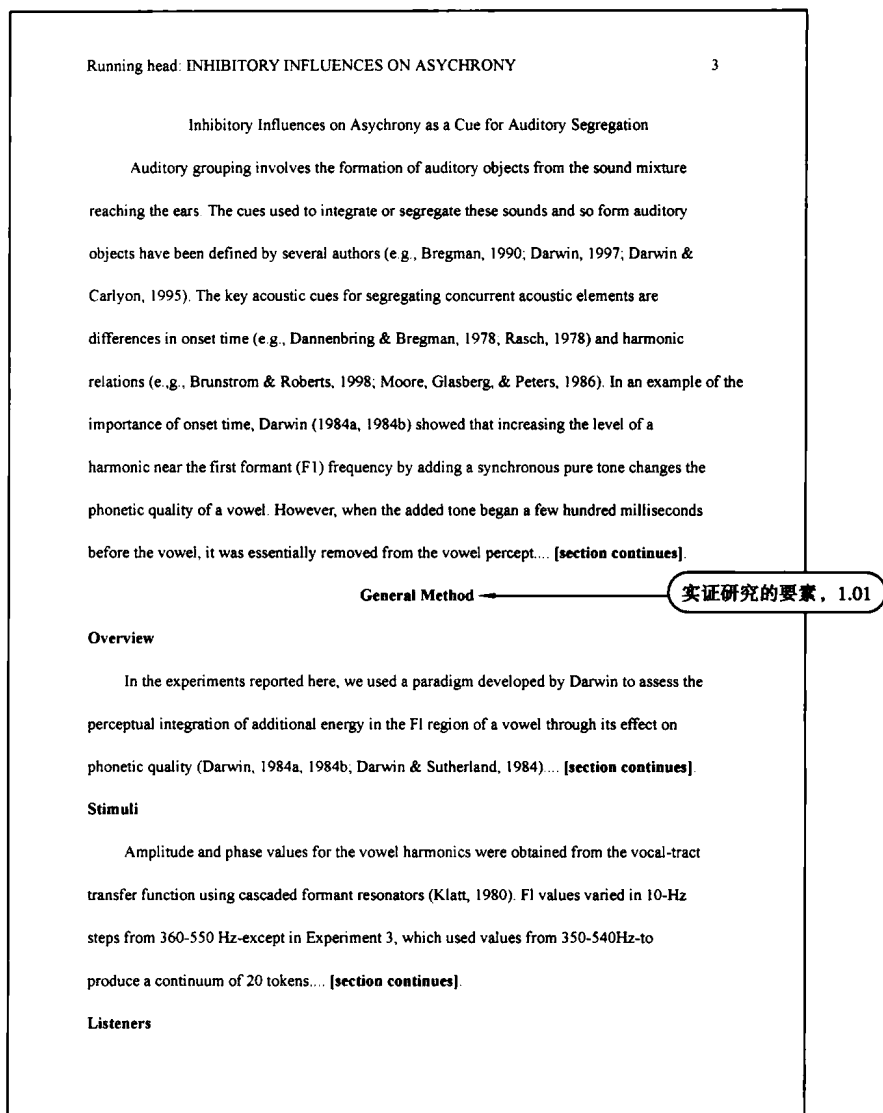 Running head: INHIBITORY INFLUENCES ON ASYCHRONY 3
Inhibitory Influences on Asychrony as a Cue for Auditory Segregation
Auditory grouping involves the formation of auditory objects from the sound mixture
reaching the ears. The cues used to integrate or segregate these sounds and so form auditory
objects have been defined by several authors (e.g., Bregman, 1990; Darwin, 1997; Darwin &
Carlyon, 1995). The key acoustic cues for segregating concurrent acoustic elements are
differences in onset time (e.g., Dannenbring & Bregman, 1978; Rasch, 1978) and harmonic
relations (e.,g., Brunstrom & Roberts, 1998; Moore, Glasberg, & Peters, 1986). In an example of the
importance of onset time, Darwin (1984a, 1984b) showed that increasing the level of a
harmonic near the first formant (F1) frequency by adding a synchronous pure tone changes the
phonetic quality of a vowel. However, when the added tone began a few hundred milliseconds
before the vowel, it was essentially removed from the vowel percept.... [section continues].
General Method
实证研究的要素，1.01
Overview
In the experiments reported here, we used a paradigm developed by Darwin to assess the
perceptual integration of additional energy in the Fl region of a vowel through its effect on
phonetic quality (Darwin, 1984a, 1984b; Darwin & Sutherland, 1984).... [section continues].
Stimuli
Amplitude and phase values for the vowel harmonics were obtained from the vocal-tract
transfer function using cascaded formant resonators (Klatt, 1980). Fl values varied in 10-Hz
steps from 360-550 Hz-except in Experiment 3, which used values from 350-540Hz-to
produce a continuum of 20 tokens.... [section continues].
Listeners